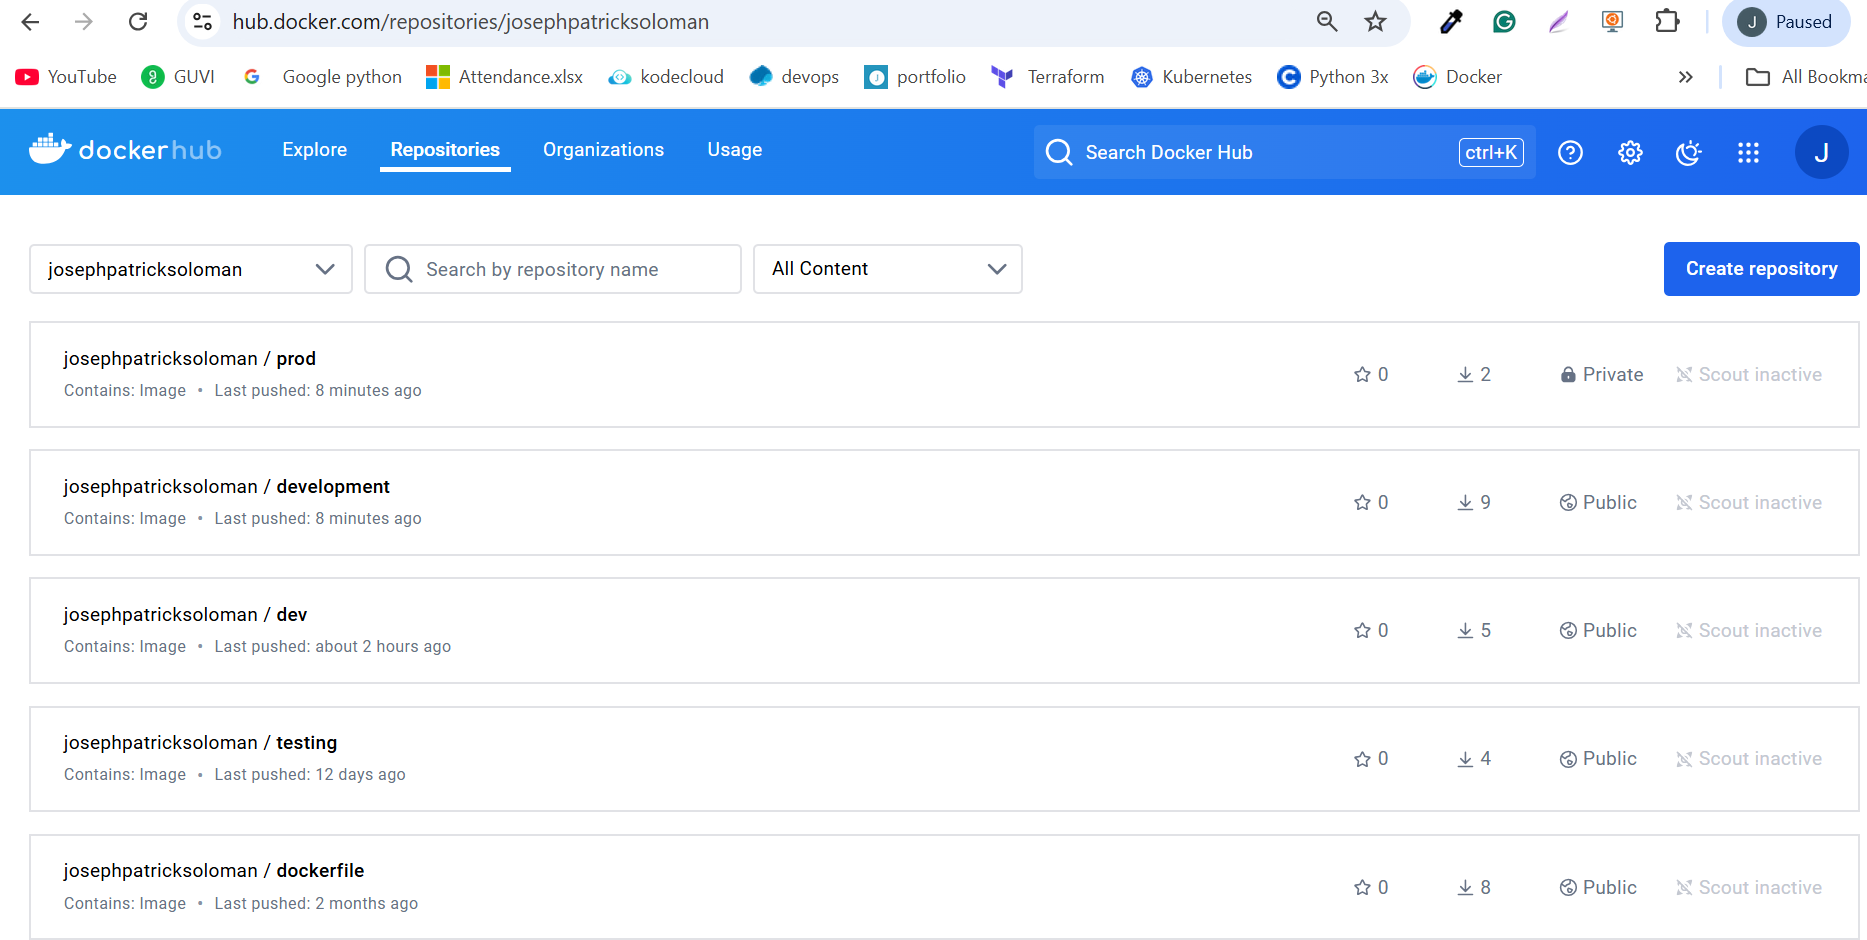 hub.docker.com/repositories/josephpatricksoloman
J Paused
YouTube GUVI Google python Attendance.xlsx kodecloud devops portfolio Terraform Kubernetes Python 3x Docker » All Bookma
dockerhub Explore Repositories Organizations Usage Search Docker Hub ctrl+K J
josephpatricksoloman Search by repository name All Content Create repository
josephpatricksoloman / prod
Contains: Image • Last pushed: 8 minutes ago
0 2 Private Scout inactive
josephpatricksoloman / development
Contains: Image • Last pushed: 8 minutes ago
0 9 Public Scout inactive
josephpatricksoloman / dev
Contains: Image • Last pushed: about 2 hours ago
0 5 Public Scout inactive
josephpatricksoloman / testing
Contains: Image • Last pushed: 12 days ago
0 4 Public Scout inactive
josephpatricksoloman / dockerfile
Contains: Image • Last pushed: 2 months ago
0 8 Public Scout inactive